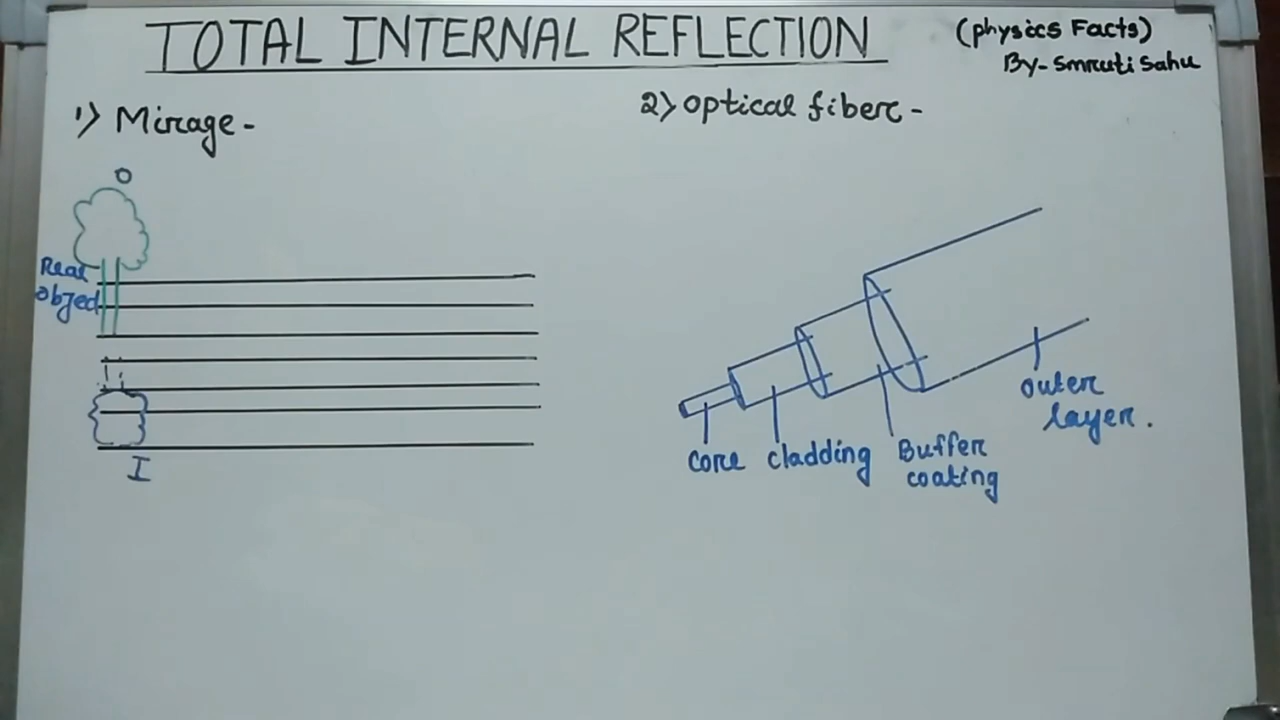 TOTAL INTERNAL REFLECTION
(physics Facts)
By-Smruti Sahu
1) Mirage-
2) optical fiber-
O
Real
object
I
core
cladding
Buffer
coating
outer
layer.